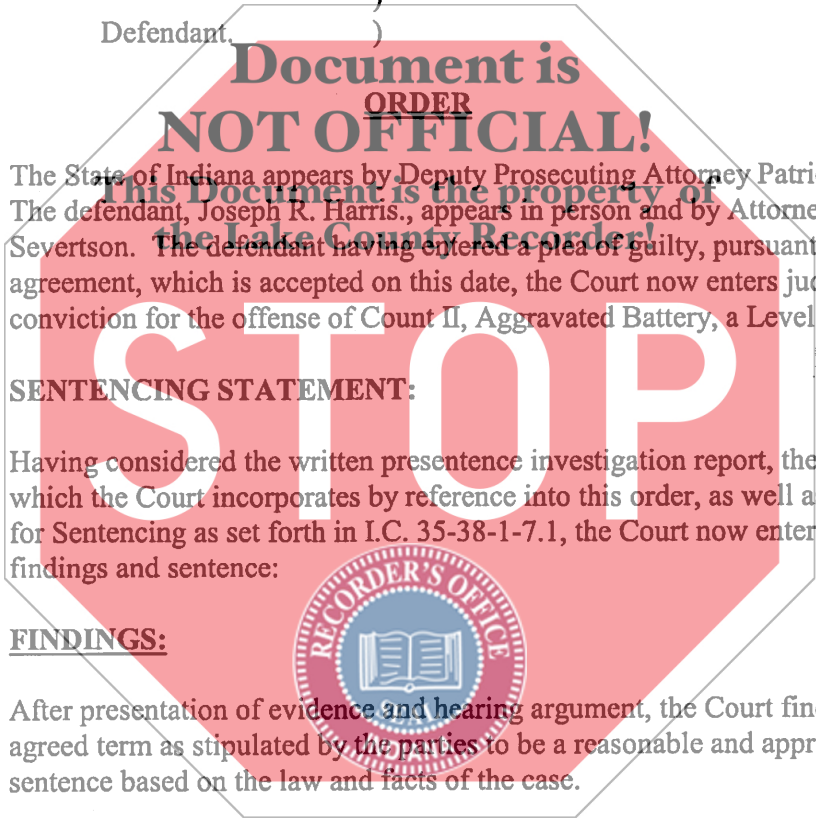 Defendant. )
Document is
ORDER
NOT OFFICIAL!
The State of Indiana appears by Deputy Prosecuting Attorney Patri
This Document is the property of
The defendant, Joseph R. Harris., appears in person and by Attorne
the Lake County Recorder!
Severtson. The defendant having entered a plea of guilty, pursuant
agreement, which is accepted on this date, the Court now enters jud
conviction for the offense of Count II, Aggravated Battery, a Level
STOP
SENTENCING STATEMENT:
Having considered the written presentence investigation report, the
which the Court incorporates by reference into this order, as well a
for Sentencing as set forth in I.C. 35-38-1-7.1, the Court now enter
findings and sentence:
RECORDER'S OFFICE
FINDINGS:
After presentation of evidence and hearing argument, the Court find
SEAL
agreed term as stipulated by the parties to be a reasonable and appr
sentence based on the law and facts of the case.